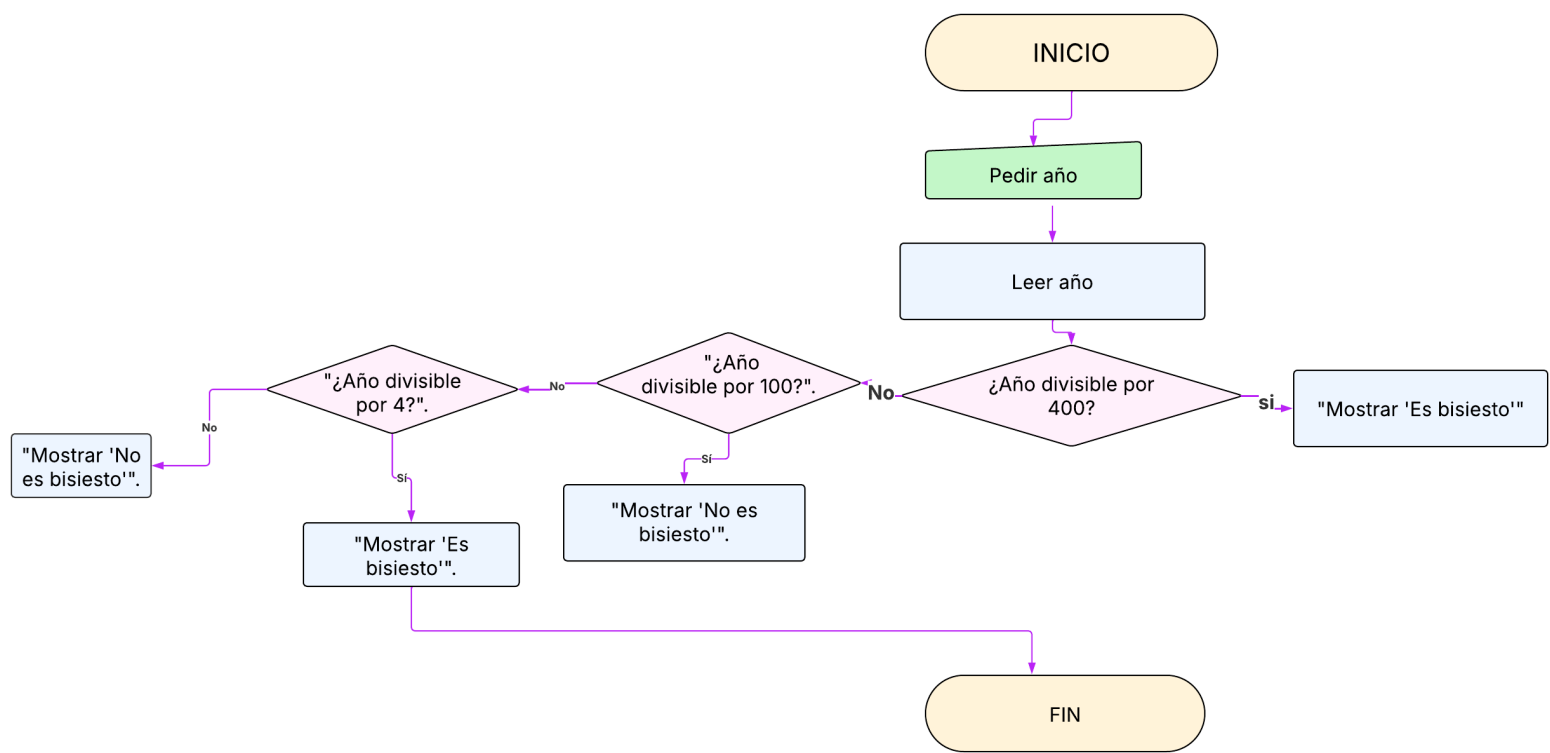 INICIO
Pedir año
Leer año
¿Año divisible por
400?
si
"Mostrar 'Es bisiesto'"
No
"¿Año
divisible por 100?".
Sí
"Mostrar 'No es
bisiesto'".
No
"¿Año divisible
por 4?".
No
"Mostrar 'No
es bisiesto'".
Sí
"Mostrar 'Es
bisiesto'".
FIN